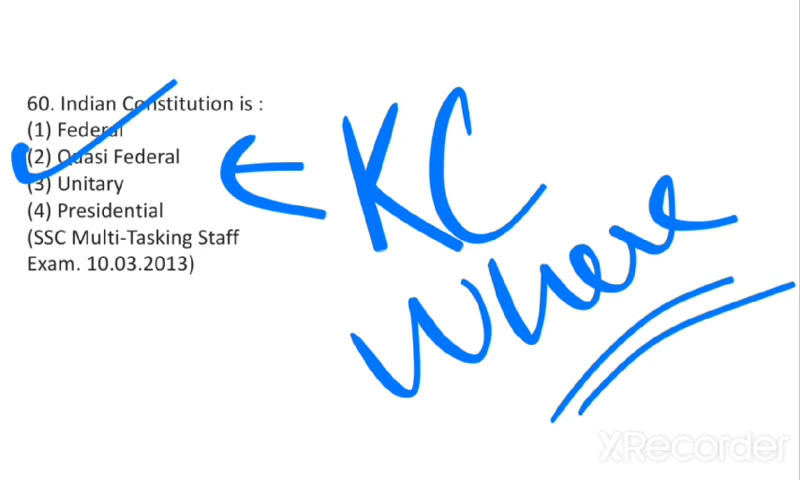 60. Indian Constitution is :
(1) Federal
(2) Quasi Federal
(3) Unitary
(4) Presidential
(SSC Multi-Tasking Staff
Exam. 10.03.2013)
KC
Where
XRecorder